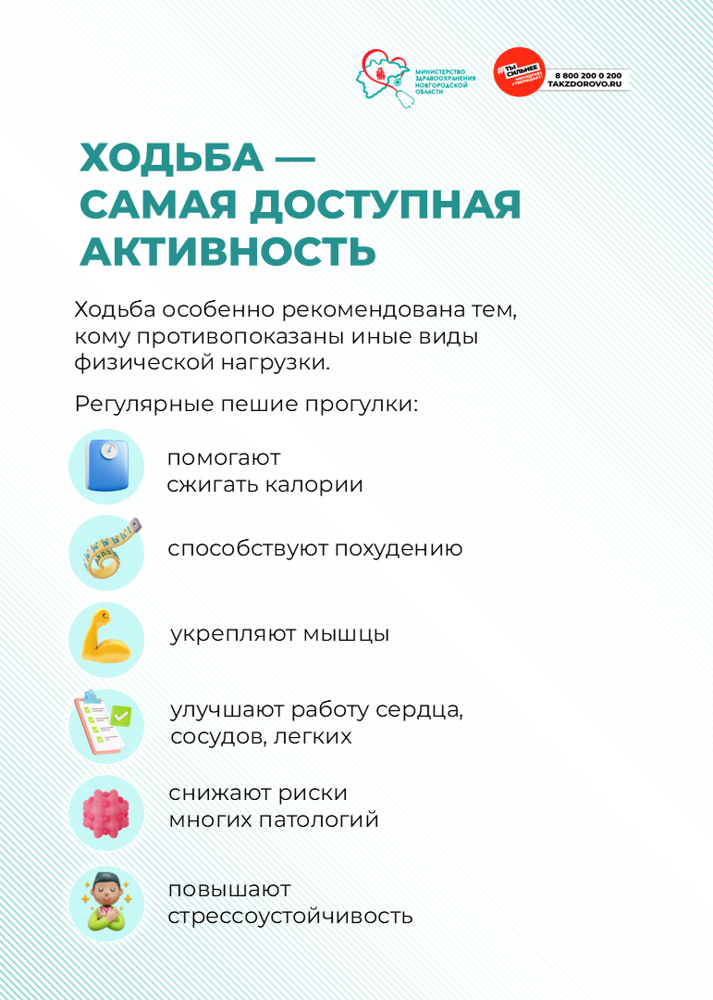 МИНИСТЕРСТВО
ЗДРАВООХРАНЕНИЯ
НОВГОРОДСКОЙ
ОБЛАСТИ
#ТЫ
СИЛЬНЕЕ
МИНЗДРАВ
УТВЕРЖДАЕТ!
8 800 200 0 200
TAKZDOROVO.RU
ХОДЬБА —
САМАЯ ДОСТУПНАЯ
АКТИВНОСТЬ
Ходьба особенно рекомендована тем,
кому противопоказаны иные виды
физической нагрузки.
Регулярные пешие прогулки:
помогают
сжигать калории
способствуют похудению
укрепляют мышцы
улучшают работу сердца,
сосудов, легких
снижают риски
многих патологий
повышают
стрессоустойчивость